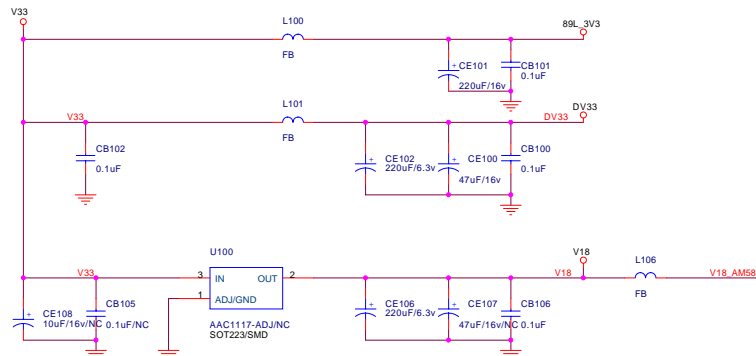 V33
L100
89L_3V3
FB
CE101
220uF/16v
CB101
0.1uF
L101
V33
DV33
DV33
FB
CB102
0.1uF
CE102
220uF/6.3v
CE100
47uF/16v
CB100
0.1uF
U100
V18
L106
V33
3
IN
OUT
2
V18
V18_AM58
1
ADJ/GND
FB
CE108
10uF/16v/NC
CB105
0.1uF/NC
AAC1117-ADJ/NC
SOT223/SMD
CE106
220uF/6.3v
CE107
47uF/16v/NC
CB106
0.1uF